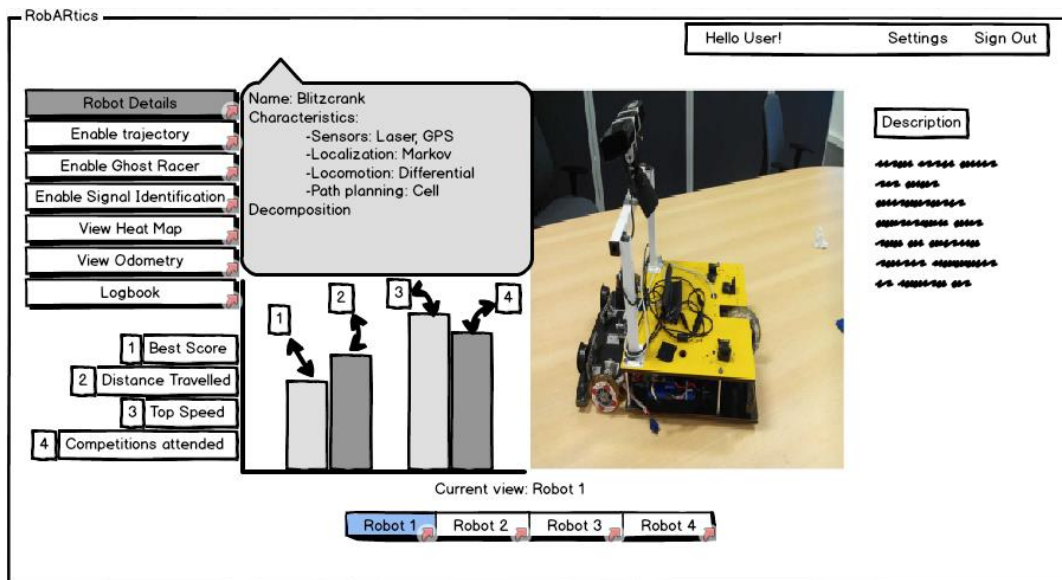 RobARtics
Hello User!
Settings
Sign Out
Robot Details
Enable trajectory
Enable Ghost Racer
Enable Signal Identification
View Heat Map
View Odometry
Logbook
Name: Blitzcrank
Characteristics:
-Sensors: Laser, GPS
-Localization: Markov
-Locomotion: Differential
-Path planning: Cell
Decomposition
Description
1
2
3
4
1 Best Score
2 Distance Travelled
3 Top Speed
4 Competitions attended
Current view: Robot 1
Robot 1
Robot 2
Robot 3
Robot 4